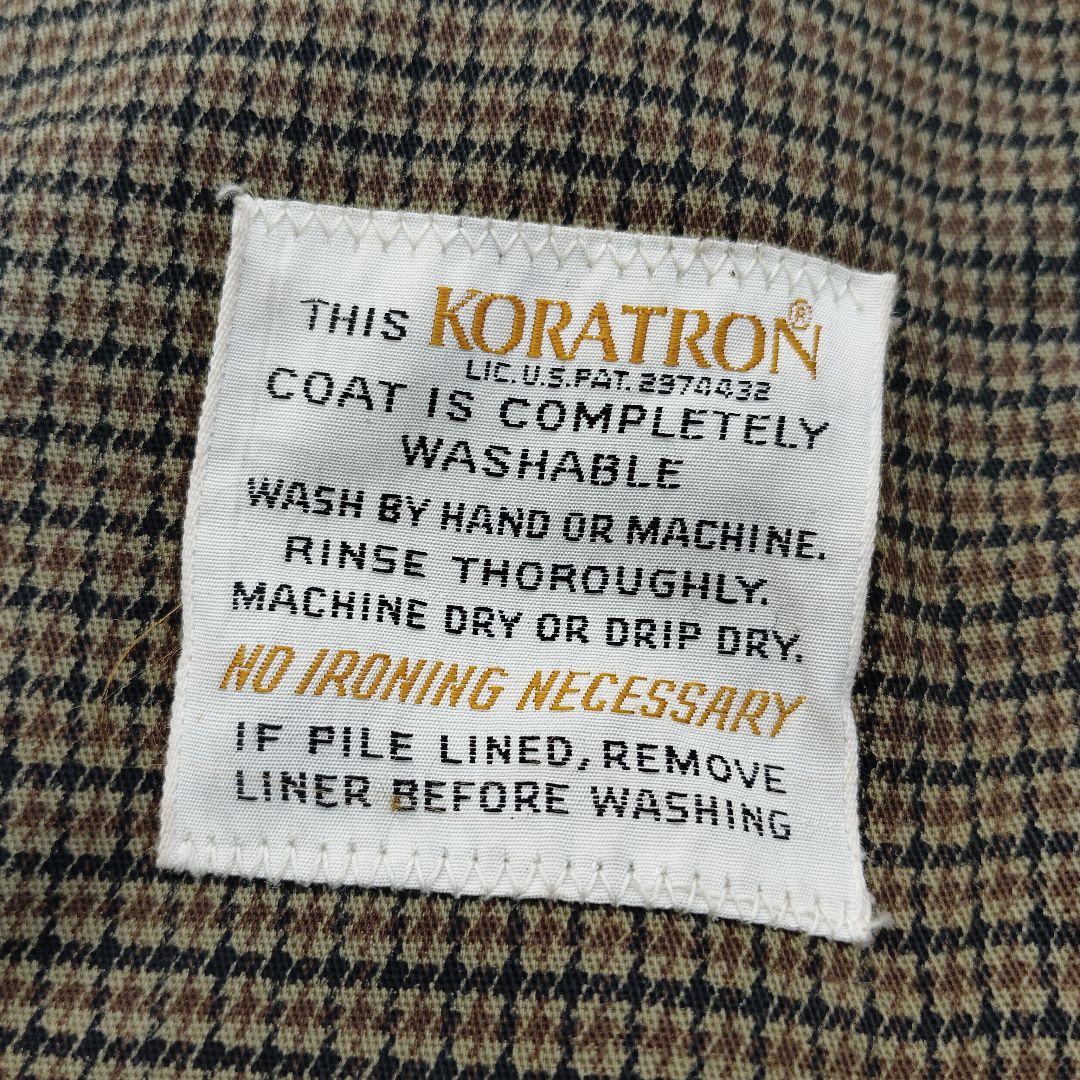 THIS KORATRON®
LIC. U.S. PAT. 2974432
COAT IS COMPLETELY
WASHABLE
WASH BY HAND OR MACHINE.
RINSE THOROUGHLY.
MACHINE DRY OR DRIP DRY.
NO IRONING NECESSARY
IF PILE LINED, REMOVE
LINER BEFORE WASHING